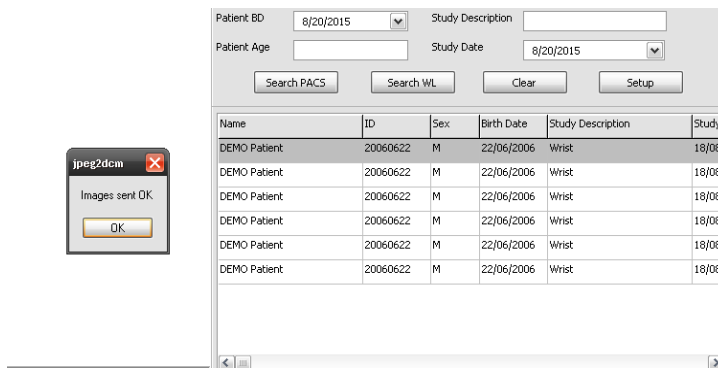 Patient BD 8/20/2015 Study Description
Patient Age Study Date 8/20/2015
Search PACS Search WL Clear Setup
Name ID Sex Birth Date Study Description Study
DEMO Patient 20060622 M 22/06/2006 Wrist 18/08
DEMO Patient 20060622 M 22/06/2006 Wrist 18/08
DEMO Patient 20060622 M 22/06/2006 Wrist 18/08
DEMO Patient 20060622 M 22/06/2006 Wrist 18/08
DEMO Patient 20060622 M 22/06/2006 Wrist 18/08
DEMO Patient 20060622 M 22/06/2006 Wrist 18/08
jpeg2dcm
Images sent OK
OK